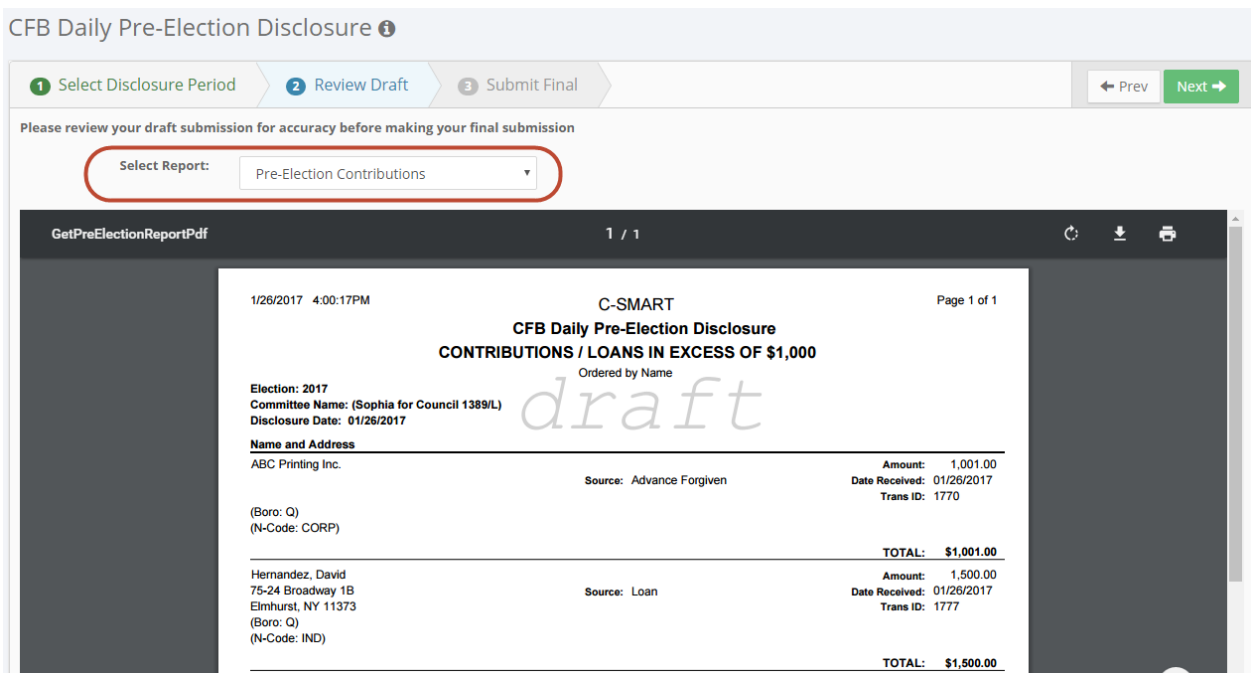 CFB Daily Pre-Election Disclosure
1 Select Disclosure Period 2 Review Draft 3 Submit Final Prev Next
Please review your draft submission for accuracy before making your final submission
Select Report: Pre-Election Contributions
GetPreElectionReportPdf 1 / 1
1/26/2017 4:00:17PM C-SMART Page 1 of 1
CFB Daily Pre-Election Disclosure
CONTRIBUTIONS / LOANS IN EXCESS OF $1,000
Ordered by Name
draft
Election: 2017
Committee Name: (Sophia for Council 1389/L)
Disclosure Date: 01/26/2017
Name and Address
ABC Printing Inc. Amount: 1,001.00
Source: Advance Forgiven Date Received: 01/26/2017
Trans ID: 1770
(Boro: Q)
(N-Code: CORP)
TOTAL: $1,001.00
Hernandez, David Amount: 1,500.00
75-24 Broadway 1B Source: Loan Date Received: 01/26/2017
Elmhurst, NY 11373 Trans ID: 1777
(Boro: Q)
(N-Code: IND)
TOTAL: $1,500.00